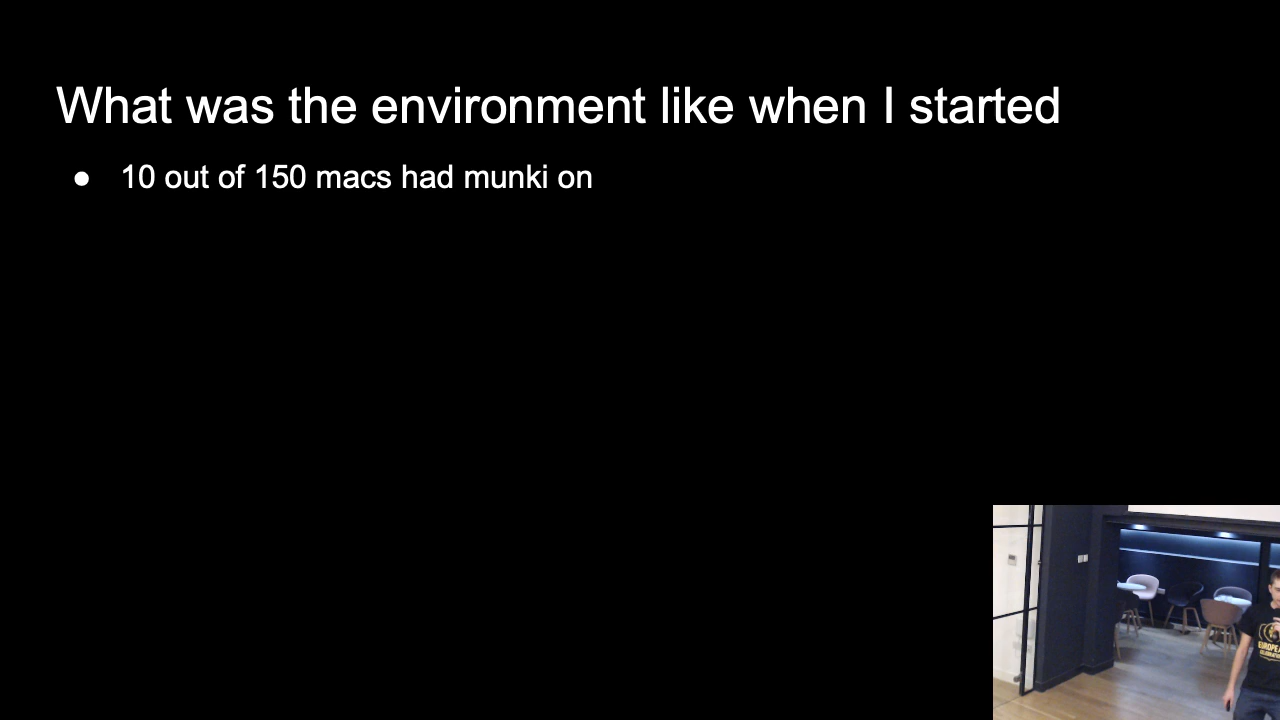 What was the environment like when I started
● 10 out of 150 macs had munki on